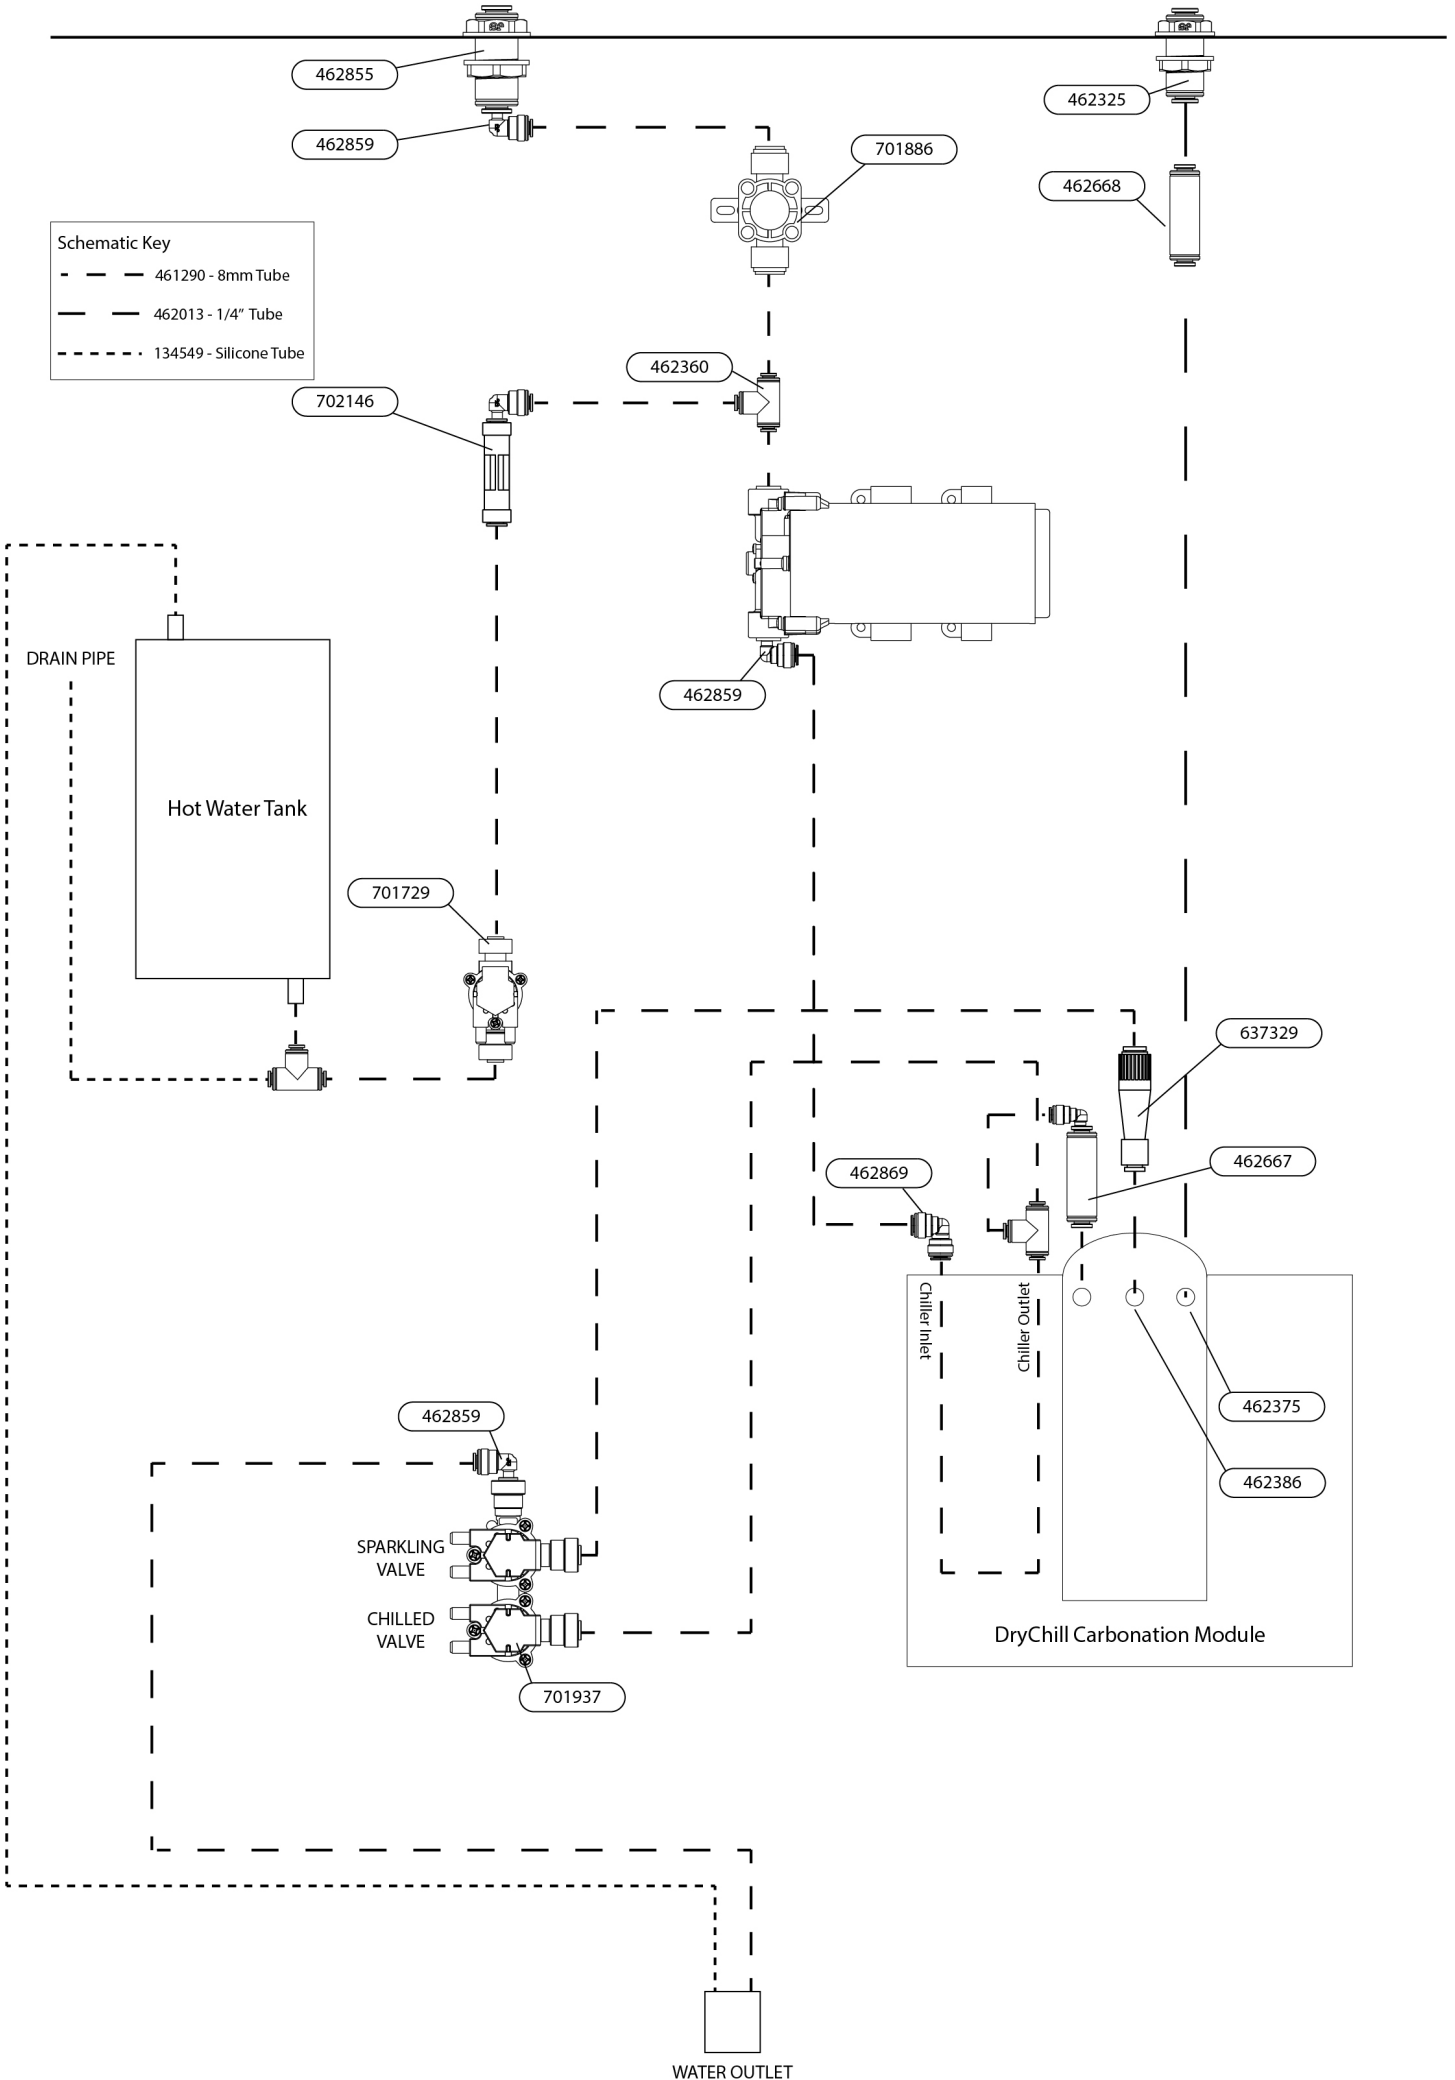 462855
462325
462859
701886
462668
Schematic Key
461290 - 8mm Tube
462013 - 1/4” Tube
134549 - Silicone Tube
462360
702146
DRAIN PIPE
462859
Hot Water Tank
701729
637329
462667
462869
Chiller Inlet
Chiller Outlet
462375
462859
462386
SPARKLING
VALVE
CHILLED
VALVE
DryChill Carbonation Module
701937
WATER OUTLET